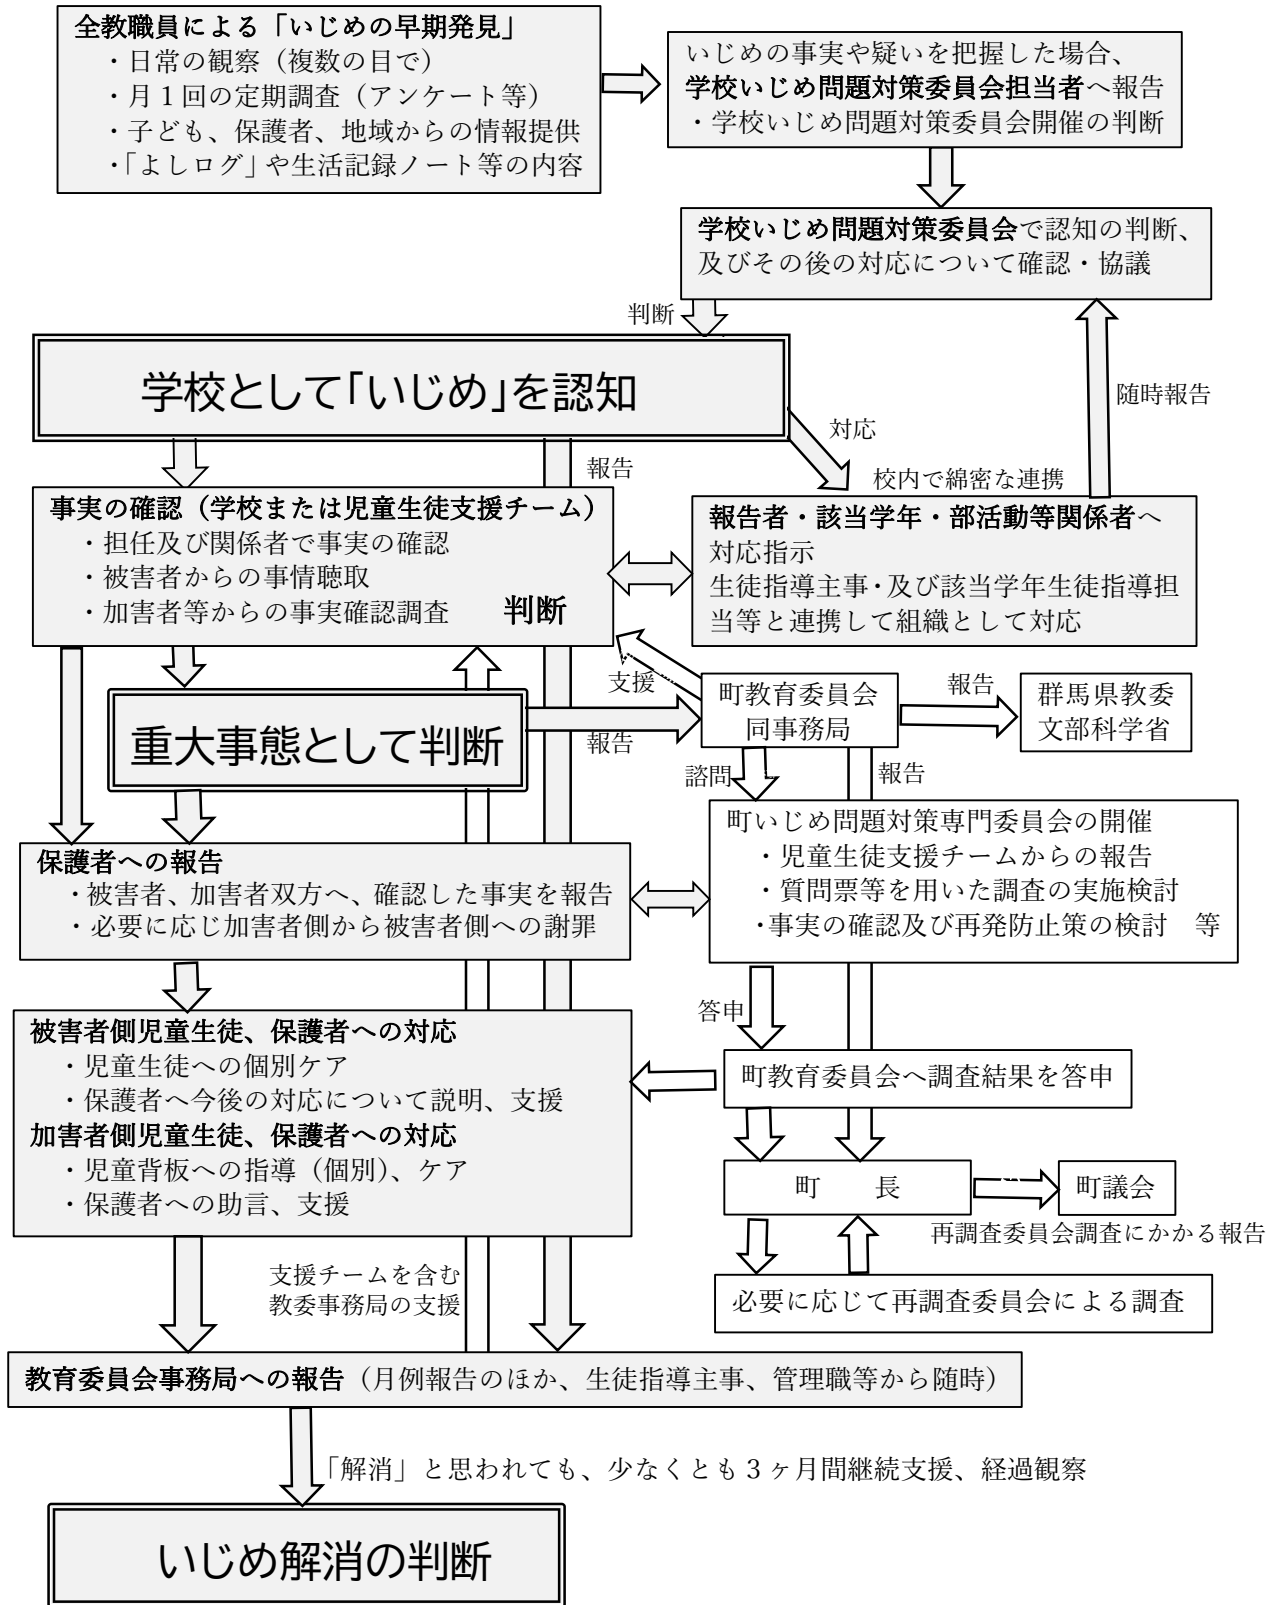 全教職員による「いじめの早期発見」
・日常の観察（複数の目で）
・月１回の定期調査（アンケート等）
・子ども、保護者、地域からの情報提供
・「よしログ」や生活記録ノート等の内容
いじめの事実や疑いを把握した場合、
学校いじめ問題対策委員会担当者へ報告
・学校いじめ問題対策委員会開催の判断
学校いじめ問題対策委員会で認知の判断、
及びその後の対応について確認・協議
判断
学校として「いじめ」を認知
随時報告
対応
報告
校内で綿密な連携
事実の確認（学校または児童生徒支援チーム）
・担任及び関係者で事実の確認
・被害者からの事情聴取
・加害者等からの事実確認調査　判断
報告者・該当学年・部活動等関係者へ
対応指示
生徒指導主事・及び該当学年生徒指導担
当等と連携して組織として対応
支援
町教育委員会
同事務局
報告
群馬県教委
文部科学省
重大事態として判断
報告
諮問
報告
町いじめ問題対策専門委員会の開催
・児童生徒支援チームからの報告
・質問票等を用いた調査の実施検討
・事実の確認及び再発防止策の検討　等
保護者への報告
・被害者、加害者双方へ、確認した事実を報告
・必要に応じ加害者側から被害者側への謝罪
答申
被害者側児童生徒、保護者への対応
・児童生徒への個別ケア
・保護者へ今後の対応について説明、支援
加害者側児童生徒、保護者への対応
・児童背板への指導（個別）、ケア
・保護者への助言、支援
町教育委員会へ調査結果を答申
町　長
町議会
再調査委員会調査にかかる報告
必要に応じて再調査委員会による調査
支援チームを含む
教委事務局の支援
教育委員会事務局への報告（月例報告のほか、生徒指導主事、管理職等から随時）
「解消」と思われても、少なくとも３ヶ月間継続支援、経過観察
いじめ解消の判断